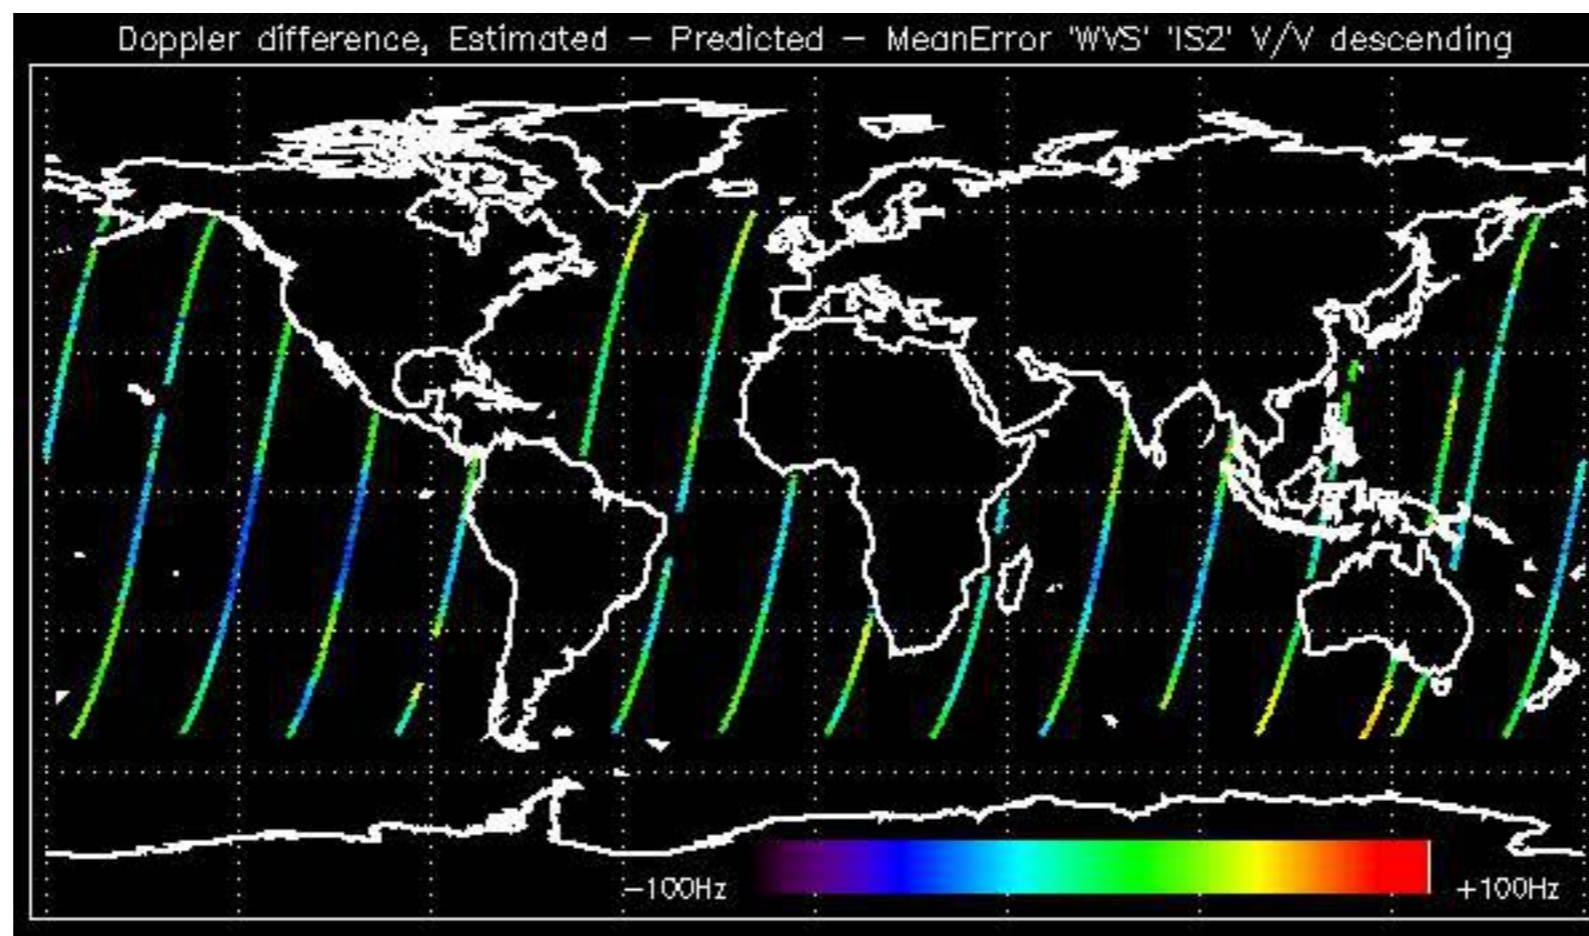 Doppler difference, Estimated – Predicted – MeanError 'WVS' 'IS2' V/V descending
–100Hz
+100Hz